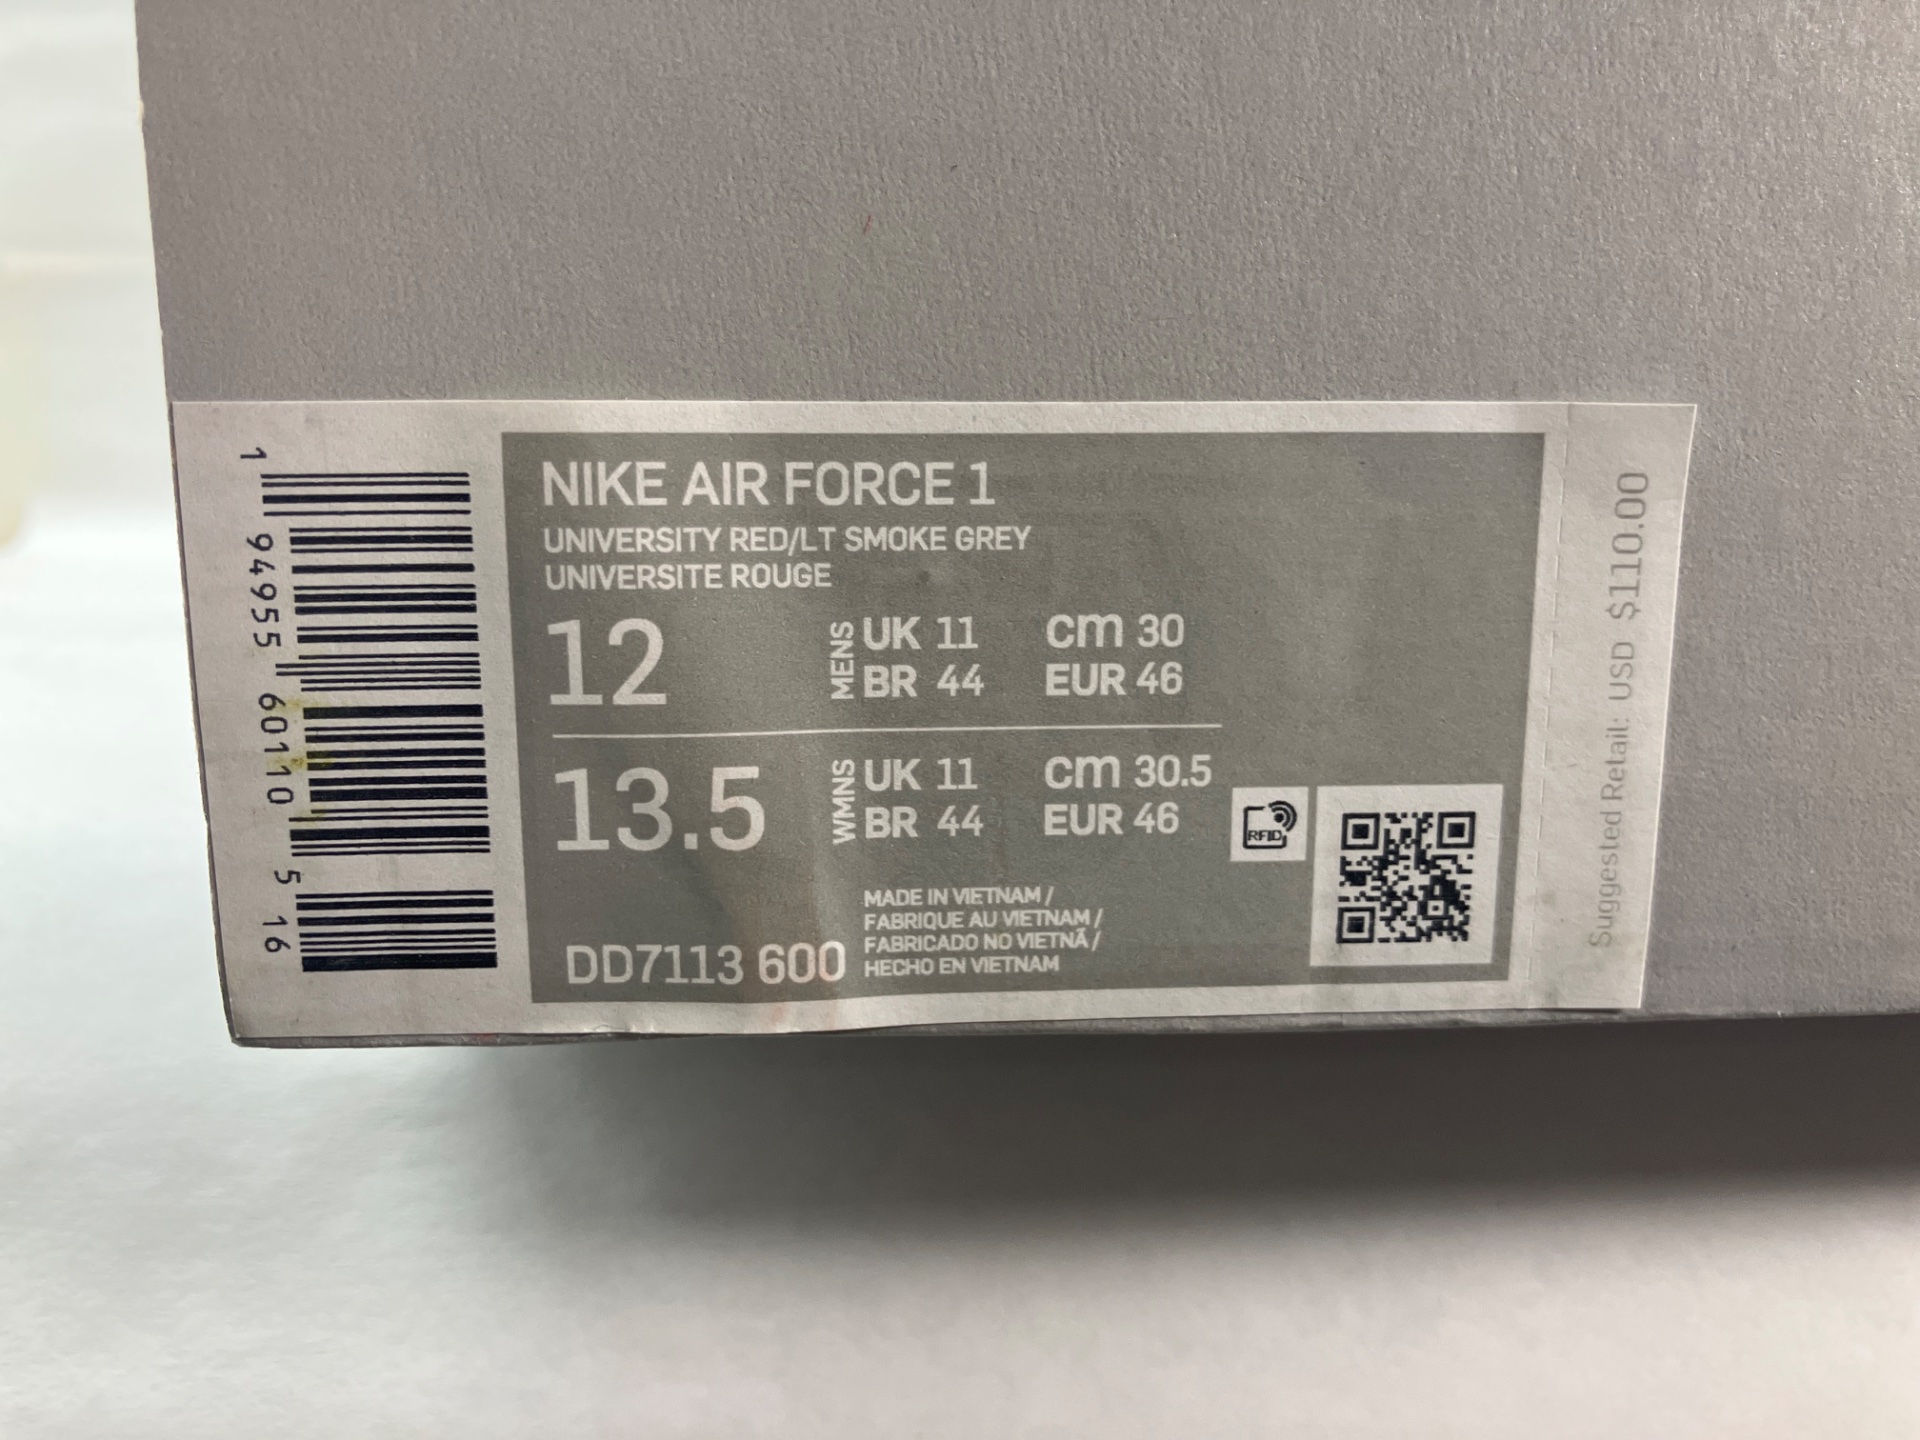 1 94955 60110 5 16
NIKE AIR FORCE 1
UNIVERSITY RED/LT SMOKE GREY
UNIVERSITE ROUGE
12
MENS
UK 11 cm 30
BR 44 EUR 46
13.5
WMNS
UK 11 cm 30.5
BR 44 EUR 46
RFID
MADE IN VIETNAM /
FABRIQUE AU VIETNAM /
FABRICADO NO VIETNÃ /
HECHO EN VIETNAM
DD7113 600
Suggested Retail: USD $110.00